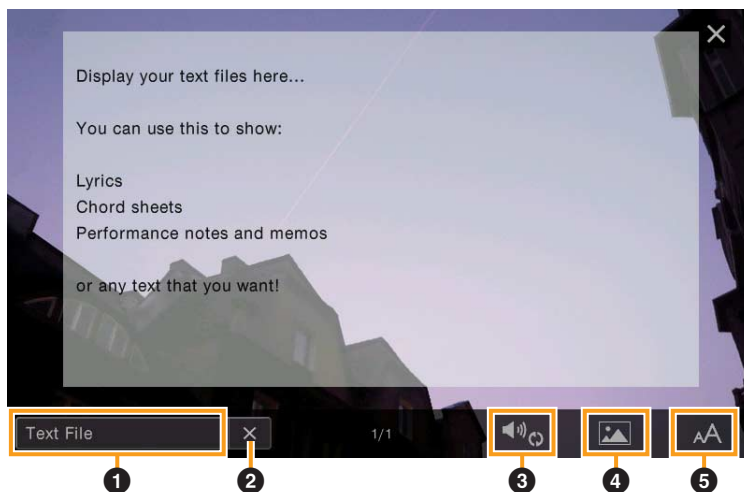 Display your text files here...
You can use this to show:
Lyrics
Chord sheets
Performance notes and memos
or any text that you want!
Text File
1/1
AA
1
2
3
4
5